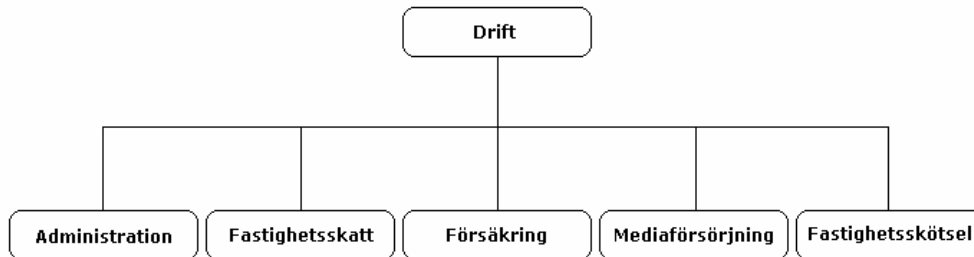 Drift
Administration
Fastighetsskatt
Försäkring
Mediaförsörjning
Fastighetsskötsel